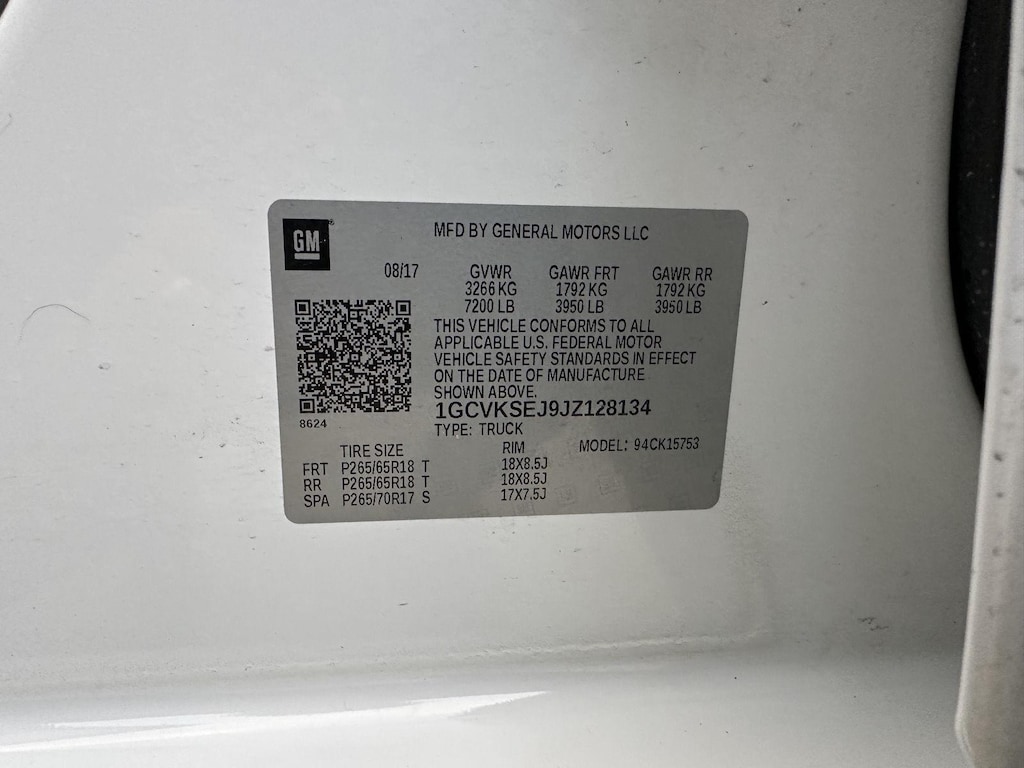 GM ®
MFD BY GENERAL MOTORS LLC
08/17 GVWR GAWR FRT GAWR RR
3266 KG 1792 KG 1792 KG
7200 LB 3950 LB 3950 LB
THIS VEHICLE CONFORMS TO ALL
APPLICABLE U.S. FEDERAL MOTOR
VEHICLE SAFETY STANDARDS IN EFFECT
ON THE DATE OF MANUFACTURE
SHOWN ABOVE.
1GCVKSEJ9JZ128134
8624
TYPE: TRUCK
TIRE SIZE RIM MODEL: 94CK15753
FRT P265/65R18 T 18X8.5J
RR P265/65R18 T 18X8.5J
SPA P265/70R17 S 17X7.5J